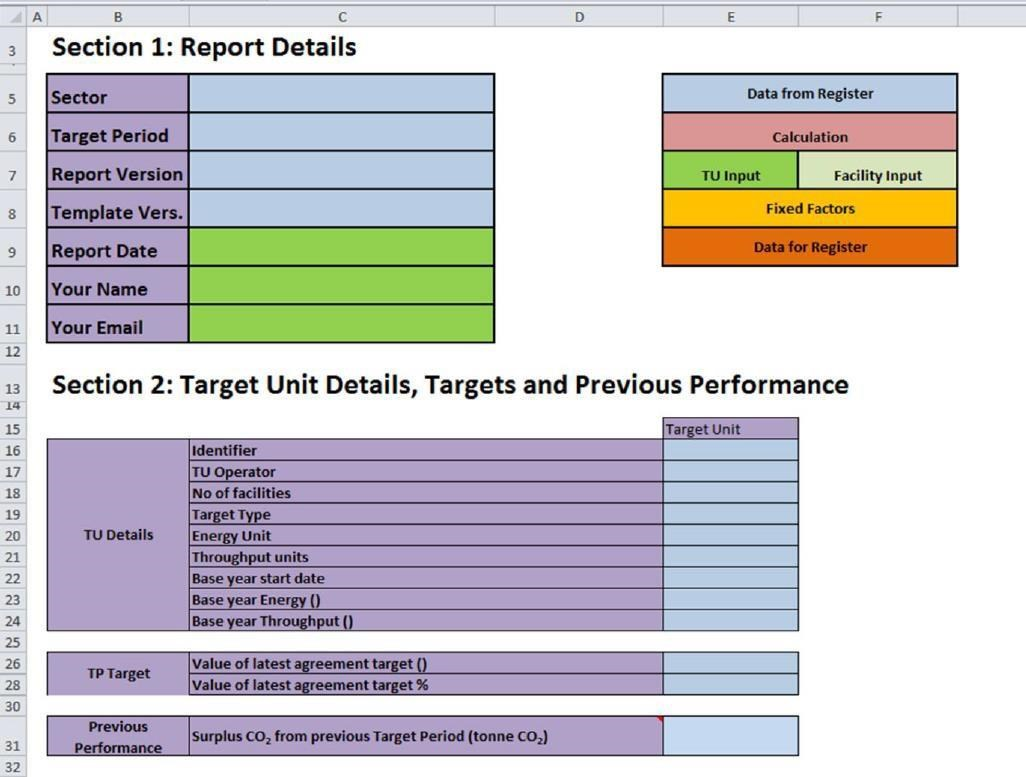 A B C D E F
3 Section 1: Report Details
5 Sector Data from Register
6 Target Period Calculation
7 Report Version TU Input Facility Input
8 Template Vers. Fixed Factors
9 Report Date Data for Register
10 Your Name
11 Your Email
12
13 Section 2: Target Unit Details, Targets and Previous Performance
14
15 Target Unit
16 Identifier
17 TU Operator
18 No of facilities
19 Target Type
20 TU Details Energy Unit
21 Throughput units
22 Base year start date
23 Base year Energy ()
24 Base year Throughput ()
25
26 TP Target Value of latest agreement target ()
28 Value of latest agreement target %
30
31 Previous Performance Surplus CO₂ from previous Target Period (tonne CO₂)
32